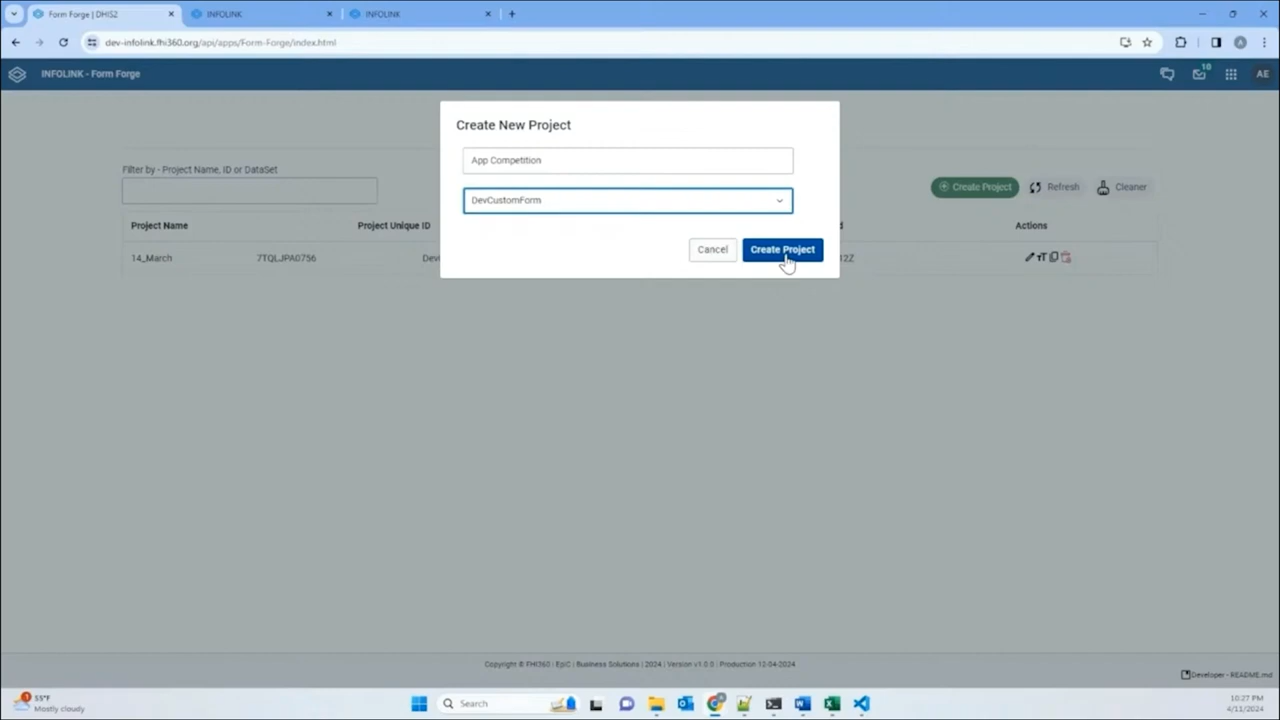 Form Forge | DHIS2
INFOLINK
INFOLINK
dev-infolink.fhi360.org/api/apps/Form-Forge/index.html
INFOLINK - Form Forge
10
AE
Create New Project
App Competition
DevCustomForm
Cancel
Create Project
Filter by - Project Name, ID or DataSet
Create Project
Refresh
Cleaner
Project Name
Project Unique ID
Actions
14_March
7TQLJPA0756
12Z
Copyright © FHI360 | EpiC | Business Solutions | 2024 | Version v1.0.0 | Production 12-04-2024
Developer - README.md
1
55°F
Mostly cloudy
Search
10:27 PM
4/11/2024